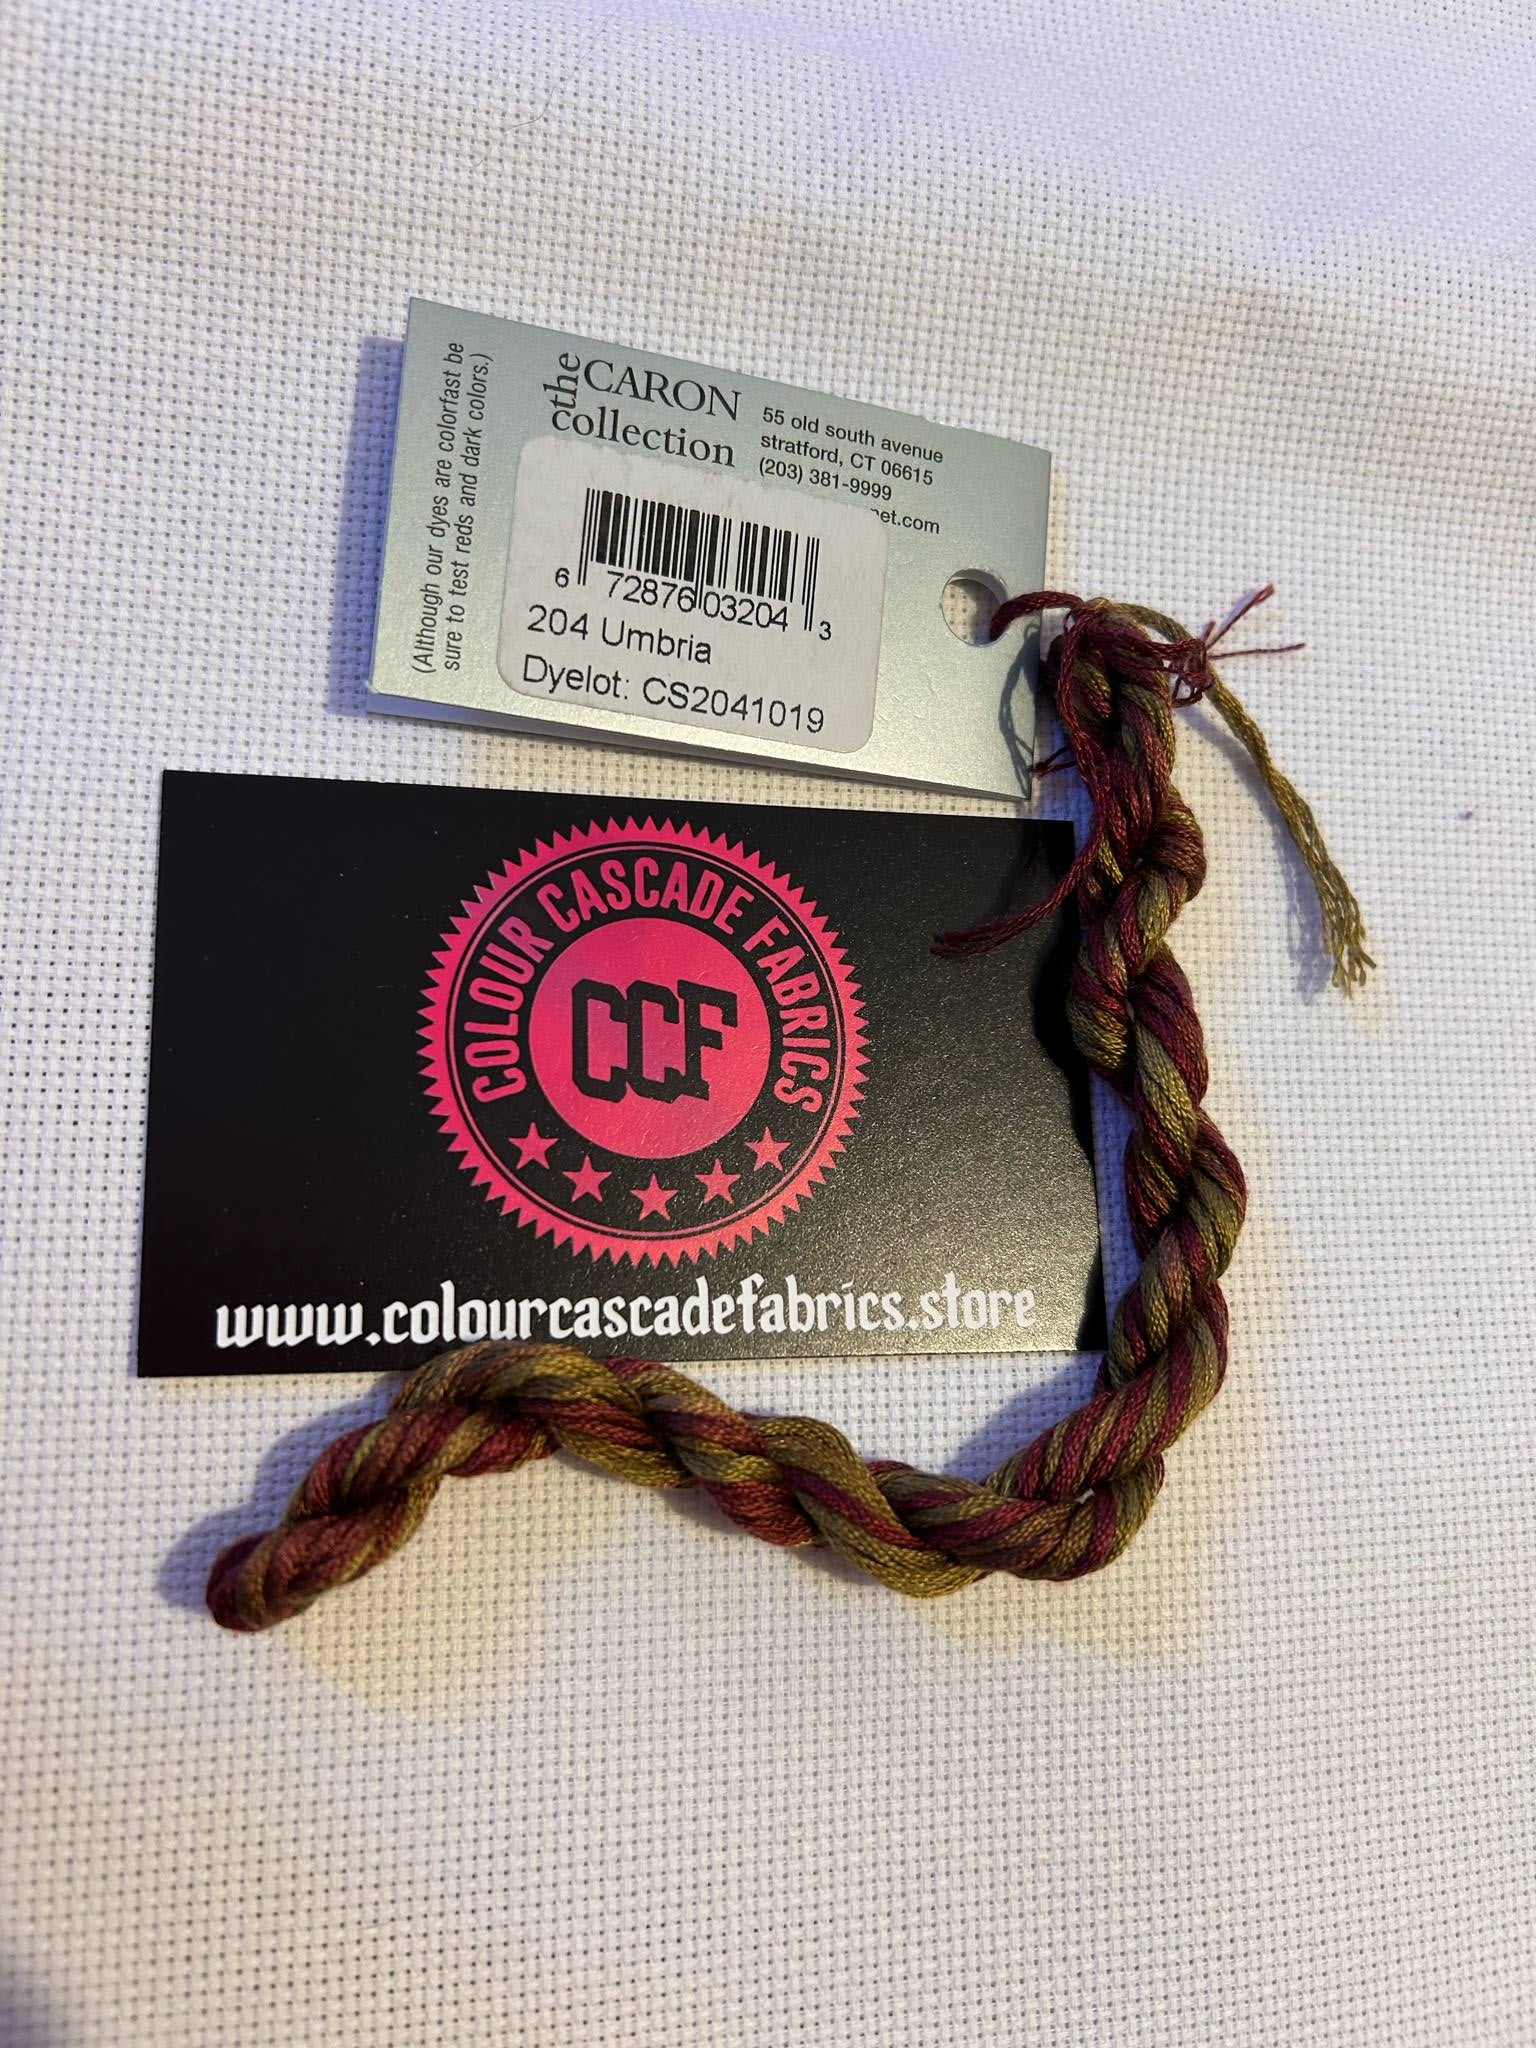 (Although our dyes are colorfast be
sure to test reds and dark colors.)
the CARON
collection
55 old south avenue
stratford, CT 06615
(203) 381-9999
net.com
6 72876 03204 3
204 Umbria
Dyelot: CS2041019
COLOUR CASCADE FABRICS
CCF
www.colourcascadefabrics.store